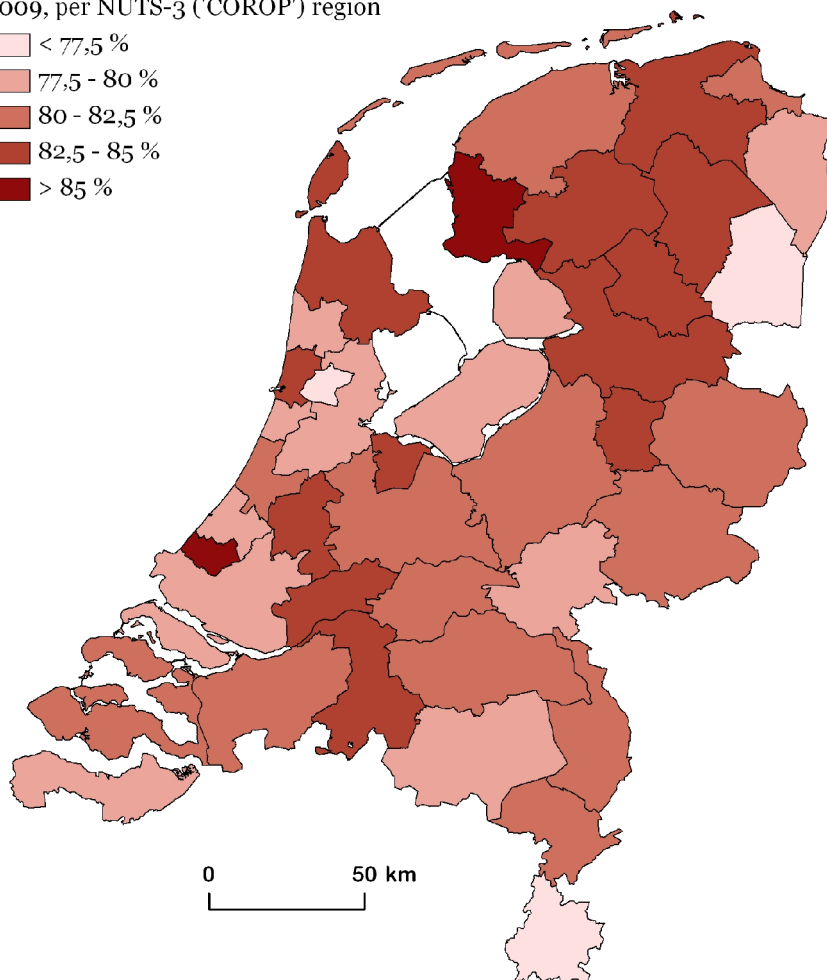 009, per NUTS-3 ('COROP') region
< 77,5 %
77,5 - 80 %
80 - 82,5 %
82,5 - 85 %
> 85 %
0 50 km